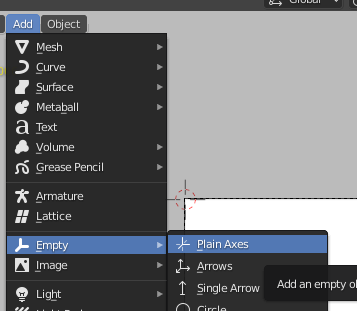 Global
Add Object
Mesh
Curve
Surface
Metaball
Text
Volume
Grease Pencil
Armature
Lattice
Empty
Plain Axes
Image
Arrows
Add an empty
Single Arrow
Light
Circle